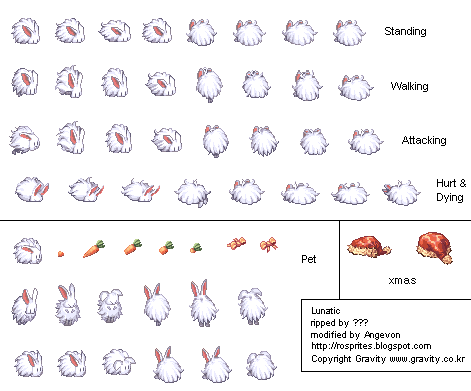 Standing
Walking
Attacking
Hurt &
Dying
Pet
xmas
Lunatic
ripped by ???
modified by Angevon
http://rosprites.blogspot.com
Copyright Gravity www.gravity.co.kr